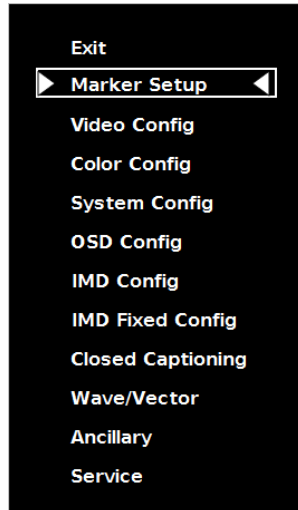 Exit
Marker Setup
Video Config
Color Config
System Config
OSD Config
IMD Config
IMD Fixed Config
Closed Captioning
Wave/Vector
Ancillary
Service